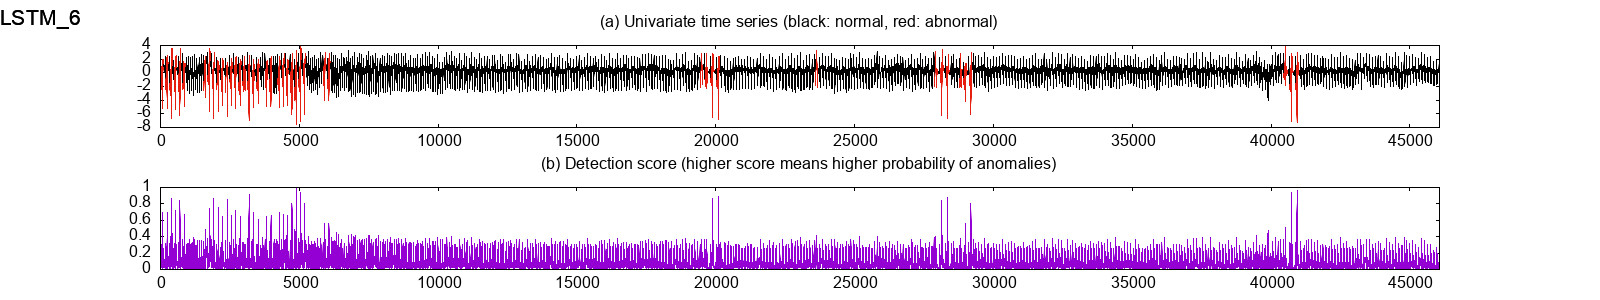 LSTM_6
(a) Univariate time series (black: normal, red: abnormal)
4
2
0
-2
-4
-6
-8
0 5000 10000 15000 20000 25000 30000 35000 40000 45000
(b) Detection score (higher score means higher probability of anomalies)
1
0.8
0.6
0.4
0.2
0
0 5000 10000 15000 20000 25000 30000 35000 40000 45000